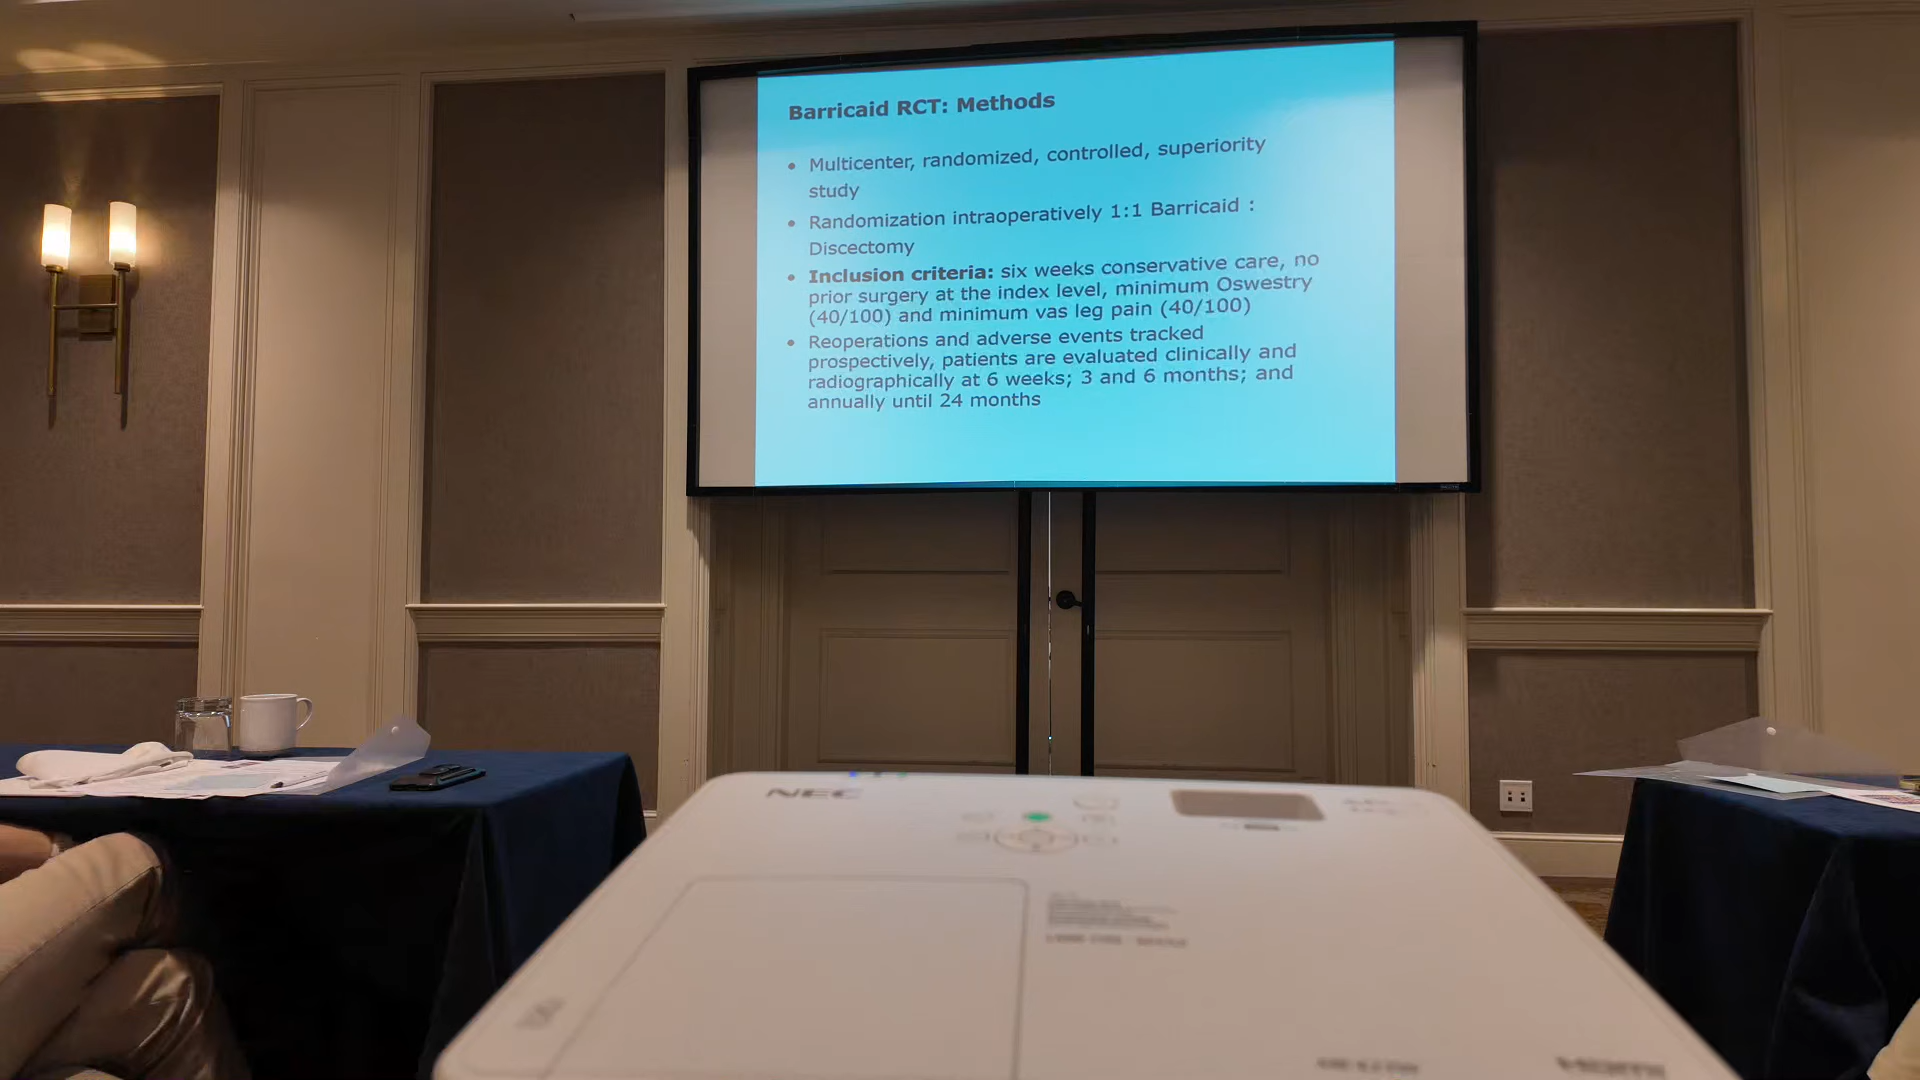 Barricaid RCT: Methods
• Multicenter, randomized, controlled, superiority
study
• Randomization intraoperatively 1:1 Barricaid :
Discectomy
• Inclusion criteria: six weeks conservative care, no
prior surgery at the index level, minimum Oswestry
(40/100) and minimum vas leg pain (40/100)
• Reoperations and adverse events tracked
prospectively, patients are evaluated clinically and
radiographically at 6 weeks; 3 and 6 months; and
annually until 24 months
NEC